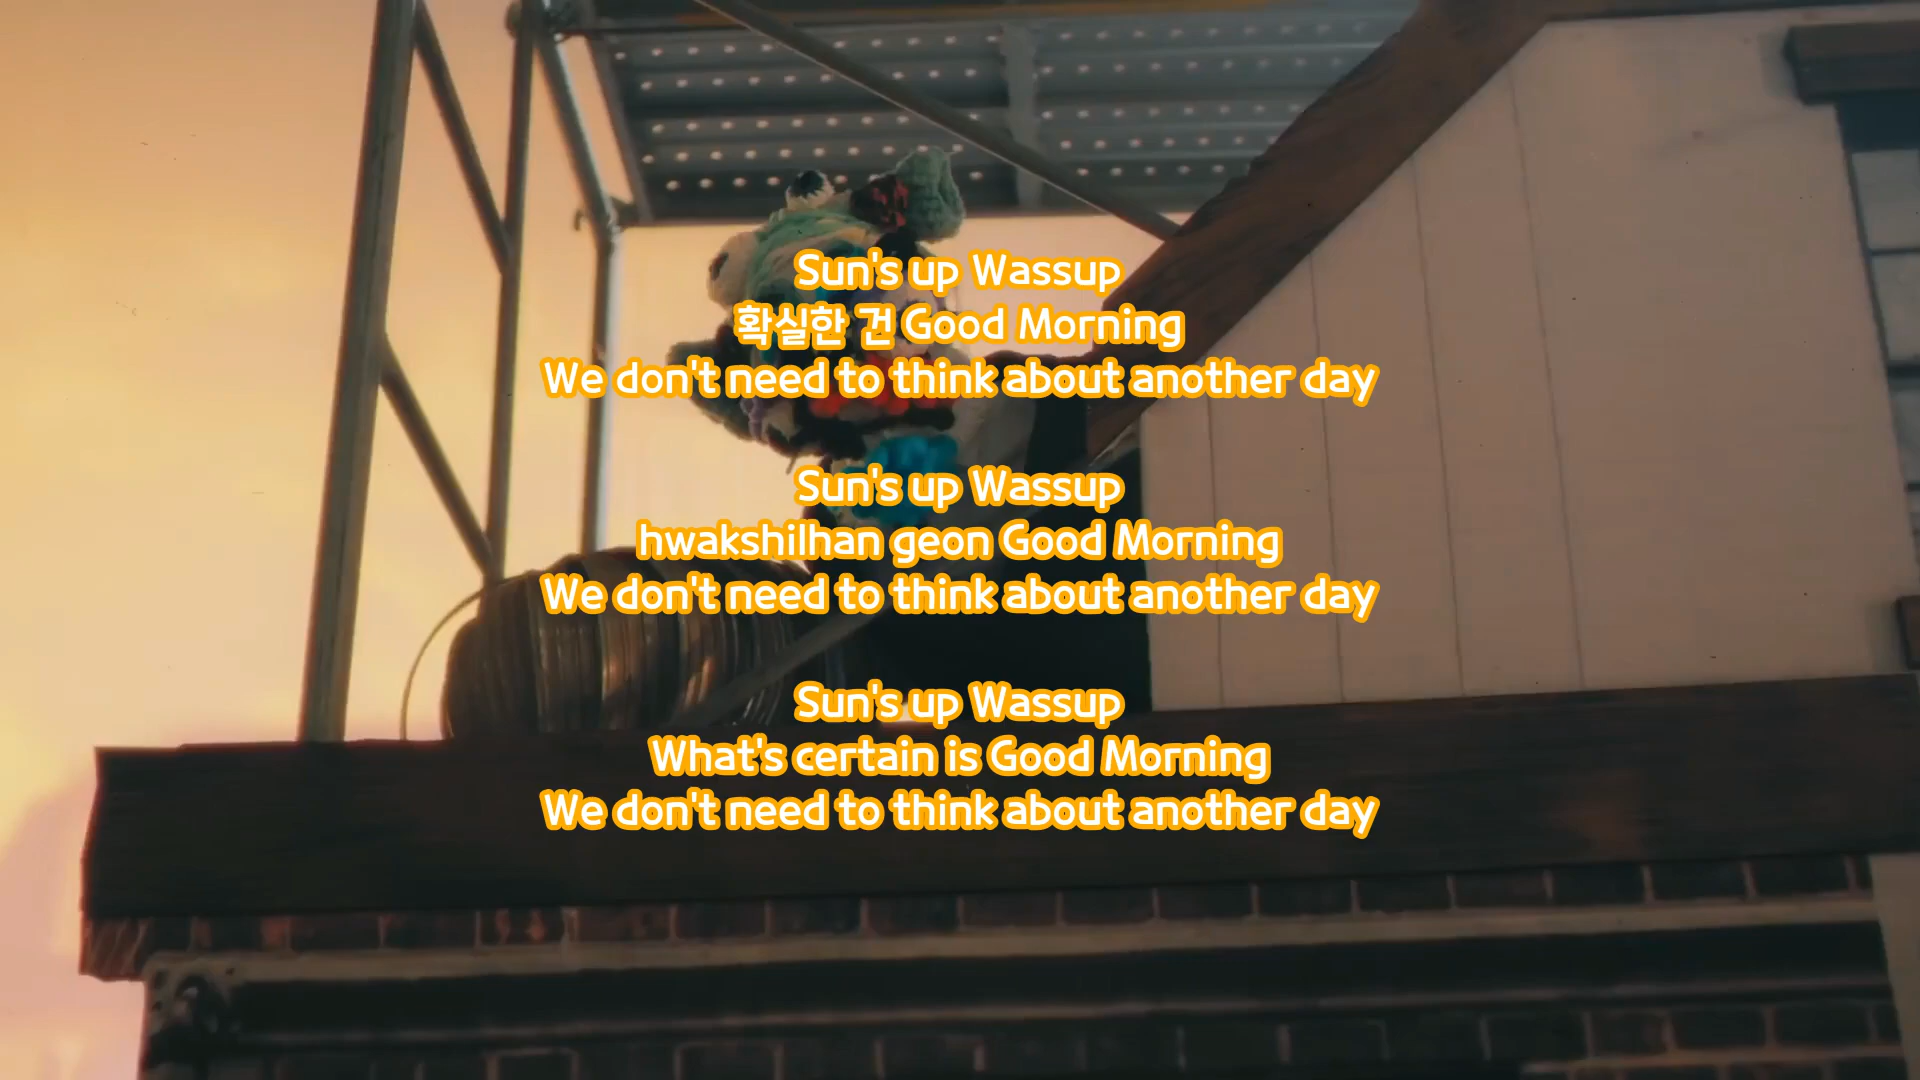 Sun's up Wassup
확실한 건 Good Morning
We don't need to think about another day
Sun's up Wassup
hwakshilhan geon Good Morning
We don't need to think about another day
Sun's up Wassup
What's certain is Good Morning
We don't need to think about another day